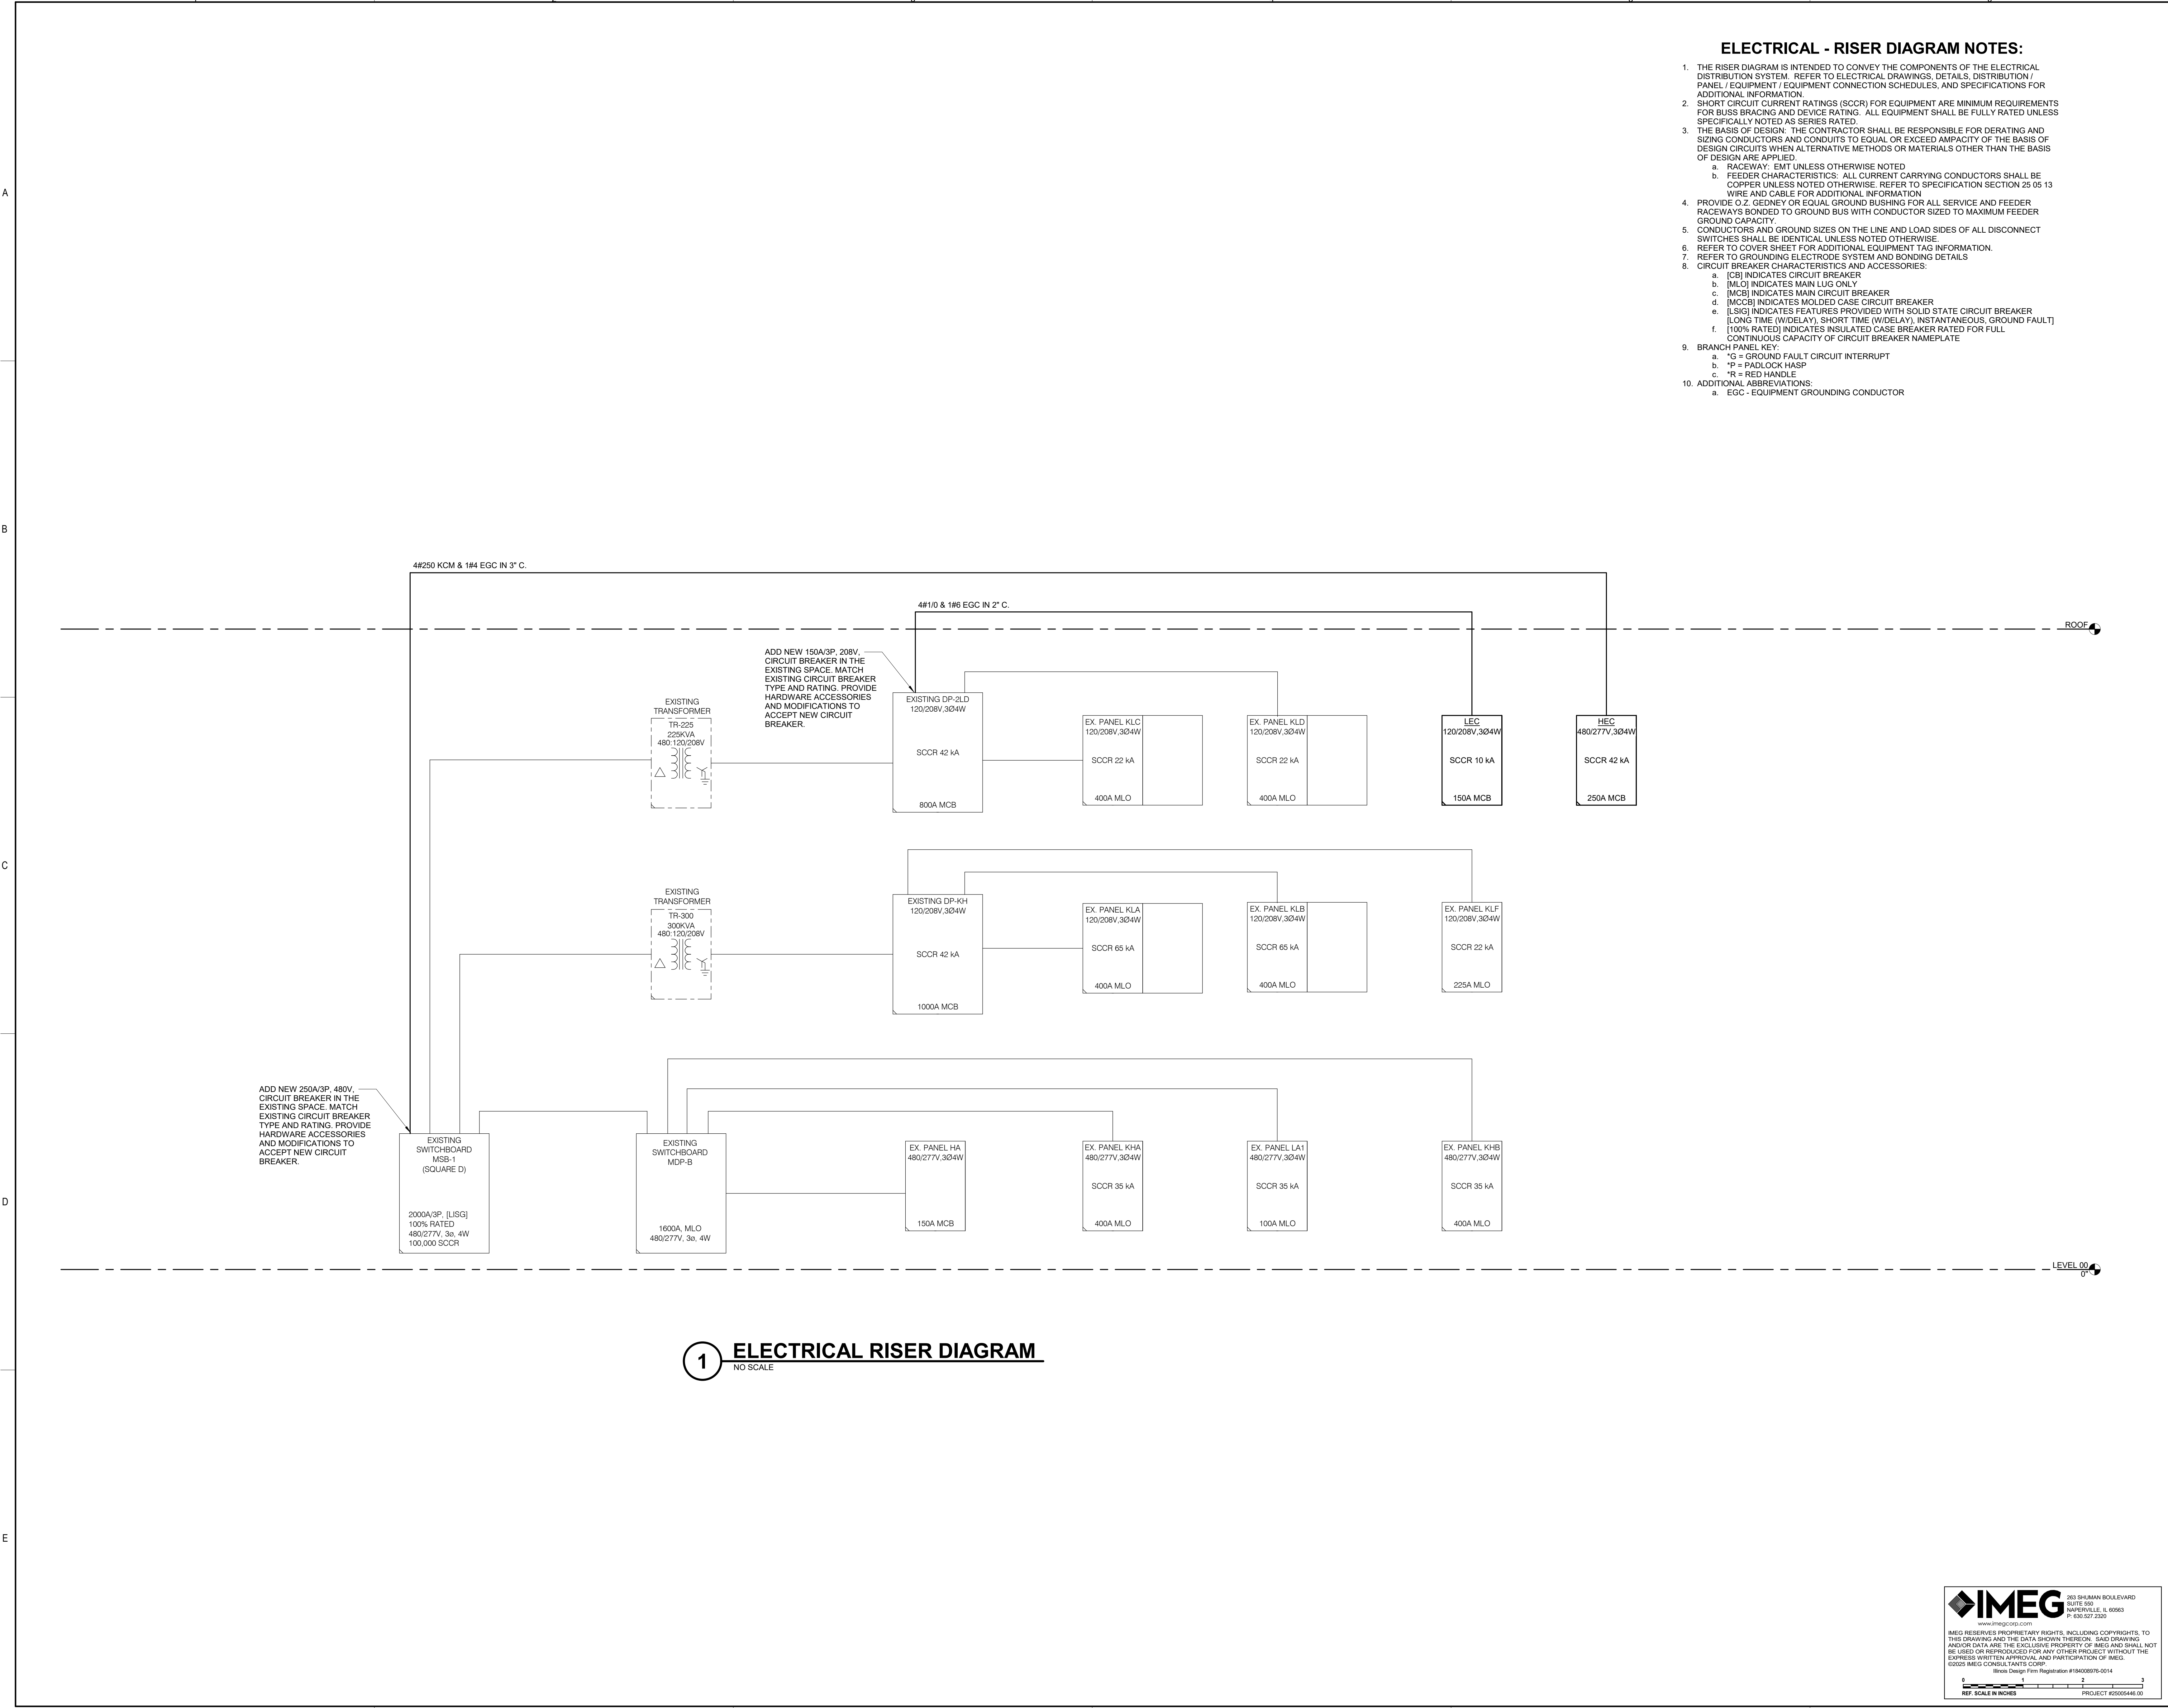 ELECTRICAL - RISER DIAGRAM NOTES:
1. THE RISER DIAGRAM IS INTENDED TO CONVEY THE COMPONENTS OF THE ELECTRICAL
DISTRIBUTION SYSTEM. REFER TO ELECTRICAL DRAWINGS, DETAILS, DISTRIBUTION /
PANEL / EQUIPMENT / EQUIPMENT CONNECTION SCHEDULES, AND SPECIFICATIONS FOR
ADDITIONAL INFORMATION.
2. SHORT CIRCUIT CURRENT RATINGS (SCCR) FOR EQUIPMENT ARE MINIMUM REQUIREMENTS
FOR BUSS BRACING AND DEVICE RATING. ALL EQUIPMENT SHALL BE FULLY RATED UNLESS
SPECIFICALLY NOTED AS SERIES RATED.
3. THE BASIS OF DESIGN: THE CONTRACTOR SHALL BE RESPONSIBLE FOR DERATING AND
SIZING CONDUCTORS AND CONDUITS TO EQUAL OR EXCEED AMPACITY OF THE BASIS OF
DESIGN CIRCUITS WHEN ALTERNATIVE METHODS OR MATERIALS OTHER THAN THE BASIS
OF DESIGN ARE APPLIED.
a. RACEWAY: EMT UNLESS OTHERWISE NOTED
b. FEEDER CHARACTERISTICS: ALL CURRENT CARRYING CONDUCTORS SHALL BE
COPPER UNLESS NOTED OTHERWISE. REFER TO SPECIFICATION SECTION 25 05 13
WIRE AND CABLE FOR ADDITIONAL INFORMATION
4. PROVIDE O.Z. GEDNEY OR EQUAL GROUND BUSHING FOR ALL SERVICE AND FEEDER
RACEWAYS BONDED TO GROUND BUS WITH CONDUCTOR SIZED TO MAXIMUM FEEDER
GROUND CAPACITY.
5. CONDUCTORS AND GROUND SIZES ON THE LINE AND LOAD SIDES OF ALL DISCONNECT
SWITCHES SHALL BE IDENTICAL UNLESS NOTED OTHERWISE.
6. REFER TO COVER SHEET FOR ADDITIONAL EQUIPMENT TAG INFORMATION.
7. REFER TO GROUNDING ELECTRODE SYSTEM AND BONDING DETAILS
8. CIRCUIT BREAKER CHARACTERISTICS AND ACCESSORIES:
a. [CB] INDICATES CIRCUIT BREAKER
b. [MLO] INDICATES MAIN LUG ONLY
c. [MCB] INDICATES MAIN CIRCUIT BREAKER
d. [MCCB] INDICATES MOLDED CASE CIRCUIT BREAKER
e. [LSIG] INDICATES FEATURES PROVIDED WITH SOLID STATE CIRCUIT BREAKER
[LONG TIME (W/DELAY), SHORT TIME (W/DELAY), INSTANTANEOUS, GROUND FAULT]
f. [100% RATED] INDICATES INSULATED CASE BREAKER RATED FOR FULL
CONTINUOUS CAPACITY OF CIRCUIT BREAKER NAMEPLATE
9. BRANCH PANEL KEY:
a. *G = GROUND FAULT CIRCUIT INTERRUPT
b. *P = PADLOCK HASP
c. *R = RED HANDLE
10. ADDITIONAL ABBREVIATIONS:
a. EGC - EQUIPMENT GROUNDING CONDUCTOR
A
B
C
D
E
4#250 KCM & 1#4 EGC IN 3" C.
4#1/0 & 1#6 EGC IN 2" C.
ROOF
ADD NEW 150A/3P, 208V,
CIRCUIT BREAKER IN THE
EXISTING SPACE. MATCH
EXISTING CIRCUIT BREAKER
TYPE AND RATING. PROVIDE
HARDWARE ACCESSORIES
AND MODIFICATIONS TO
ACCEPT NEW CIRCUIT
BREAKER.
EXISTING
TRANSFORMER
TR-225
225KVA
480:120/208V
EXISTING DP-2LD
120/208V,3Ø4W
SCCR 42 kA
800A MCB
EX. PANEL KLC
120/208V,3Ø4W
SCCR 22 kA
400A MLO
EX. PANEL KLD
120/208V,3Ø4W
SCCR 22 kA
400A MLO
LEC
120/208V,3Ø4W
SCCR 10 kA
150A MCB
HEC
480/277V,3Ø4W
SCCR 42 kA
250A MCB
EXISTING
TRANSFORMER
TR-300
300KVA
480:120/208V
EXISTING DP-KH
120/208V,3Ø4W
SCCR 42 kA
1000A MCB
EX. PANEL KLA
120/208V,3Ø4W
SCCR 65 kA
400A MLO
EX. PANEL KLB
120/208V,3Ø4W
SCCR 65 kA
400A MLO
EX. PANEL KLF
120/208V,3Ø4W
SCCR 22 kA
225A MLO
ADD NEW 250A/3P, 480V,
CIRCUIT BREAKER IN THE
EXISTING SPACE. MATCH
EXISTING CIRCUIT BREAKER
TYPE AND RATING. PROVIDE
HARDWARE ACCESSORIES
AND MODIFICATIONS TO
ACCEPT NEW CIRCUIT
BREAKER.
EXISTING
SWITCHBOARD
MSB-1
(SQUARE D)
2000A/3P, [LISG]
100% RATED
480/277V, 3ø, 4W
100,000 SCCR
EXISTING
SWITCHBOARD
MDP-B
1600A, MLO
480/277V, 3ø, 4W
EX. PANEL HA
480/277V,3Ø4W
150A MCB
EX. PANEL KHA
480/277V,3Ø4W
SCCR 35 kA
400A MLO
EX. PANEL LA1
480/277V,3Ø4W
SCCR 35 kA
100A MLO
EX. PANEL KHB
480/277V,3Ø4W
SCCR 35 kA
400A MLO
LEVEL 00
0"
1 ELECTRICAL RISER DIAGRAM
NO SCALE
IMEG
www.imegcorp.com
263 SHUMAN BOULEVARD
SUITE 550
NAPERVILLE, IL 60563
P: 630.527.2320
IMEG RESERVES PROPRIETARY RIGHTS, INCLUDING COPYRIGHTS, TO
THIS DRAWING AND THE DATA SHOWN THEREON. SAID DRAWING
AND/OR DATA ARE THE EXCLUSIVE PROPERTY OF IMEG AND SHALL NOT
BE USED OR REPRODUCED FOR ANY OTHER PROJECT WITHOUT THE
EXPRESS WRITTEN APPROVAL AND PARTICIPATION OF IMEG.
©2025 IMEG CONSULTANTS CORP.
Illinois Design Firm Registration #184008976-0014
0 1 2 3
REF. SCALE IN INCHES PROJECT #25005446.00